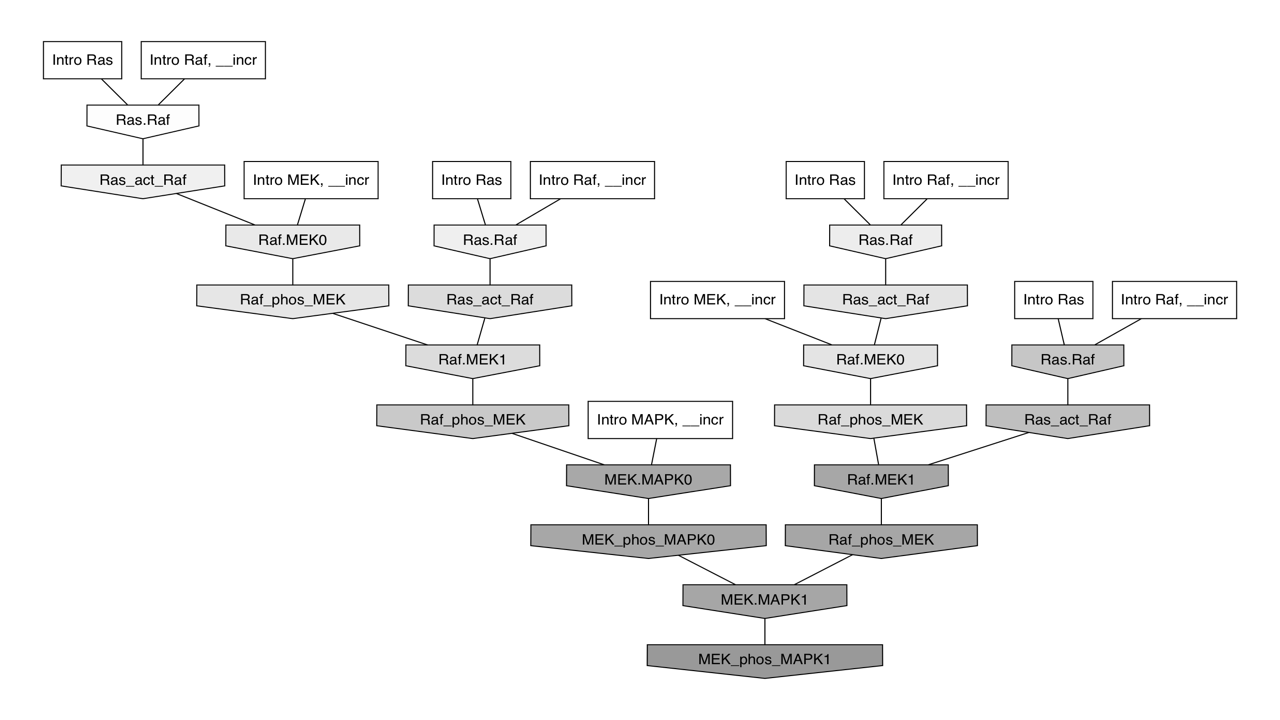 Intro Ras
Intro Raf, __incr
Ras.Raf
Ras_act_Raf
Intro MEK, __incr
Intro Ras
Intro Raf, __incr
Intro Ras
Intro Raf, __incr
Raf.MEK0
Ras.Raf
Ras.Raf
Raf_phos_MEK
Ras_act_Raf
Intro MEK, __incr
Ras_act_Raf
Intro Ras
Intro Raf, __incr
Raf.MEK1
Raf.MEK0
Ras.Raf
Raf_phos_MEK
Intro MAPK, __incr
Raf_phos_MEK
Ras_act_Raf
MEK.MAPK0
Raf.MEK1
MEK_phos_MAPK0
Raf_phos_MEK
MEK.MAPK1
MEK_phos_MAPK1